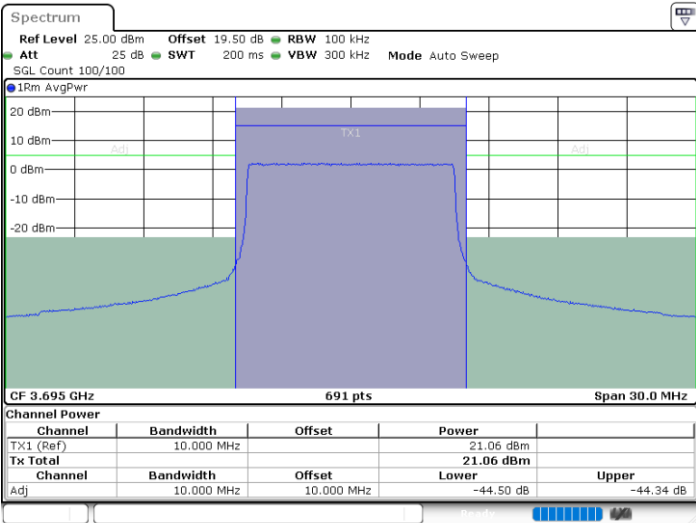 Spectrum
Ref Level 25.00 dBm Offset 19.50 dB RBW 100 kHz
Att 25 dB SWT 200 ms VBW 300 kHz Mode Auto Sweep
SGL Count 100/100
1Rm AvgPwr
20 dBm
TX1
10 dBm
Adj Adj
0 dBm
-10 dBm
-20 dBm
CF 3.695 GHz 691 pts Span 30.0 MHz
Channel Power
Channel Bandwidth Offset Power
TX1 (Ref) 10.000 MHz 21.06 dBm
Tx Total 21.06 dBm
Channel Bandwidth Offset Lower Upper
Adj 10.000 MHz 10.000 MHz -44.50 dB -44.34 dB
Ready